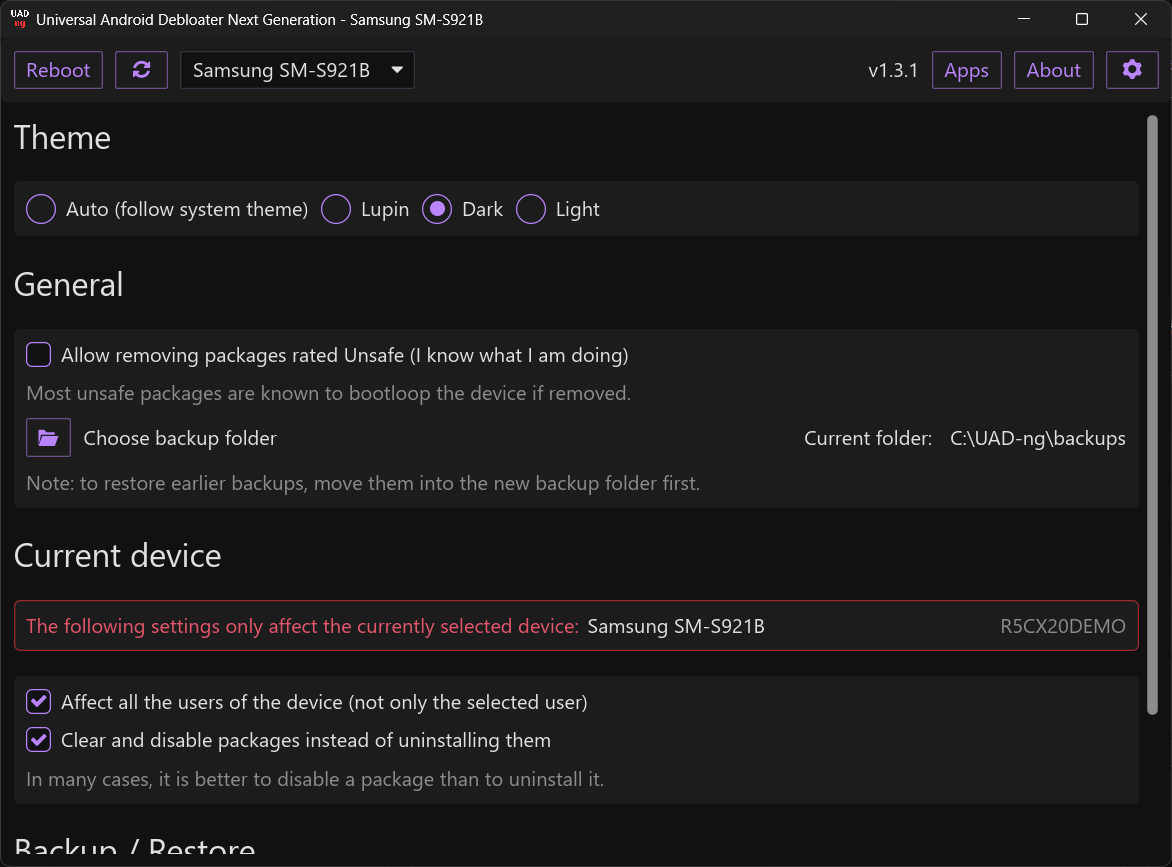 UAD
ng
Universal Android Debloater Next Generation - Samsung SM-S921B
Reboot
Samsung SM-S921B
v1.3.1
Apps
About
Theme
Auto (follow system theme)
Lupin
Dark
Light
General
Allow removing packages rated Unsafe (I know what I am doing)
Most unsafe packages are known to bootloop the device if removed.
Choose backup folder
Current folder: C:\UAD-ng\backups
Note: to restore earlier backups, move them into the new backup folder first.
Current device
The following settings only affect the currently selected device: Samsung SM-S921B
R5CX20DEMO
Affect all the users of the device (not only the selected user)
Clear and disable packages instead of uninstalling them
In many cases, it is better to disable a package than to uninstall it.
Backup / Restore